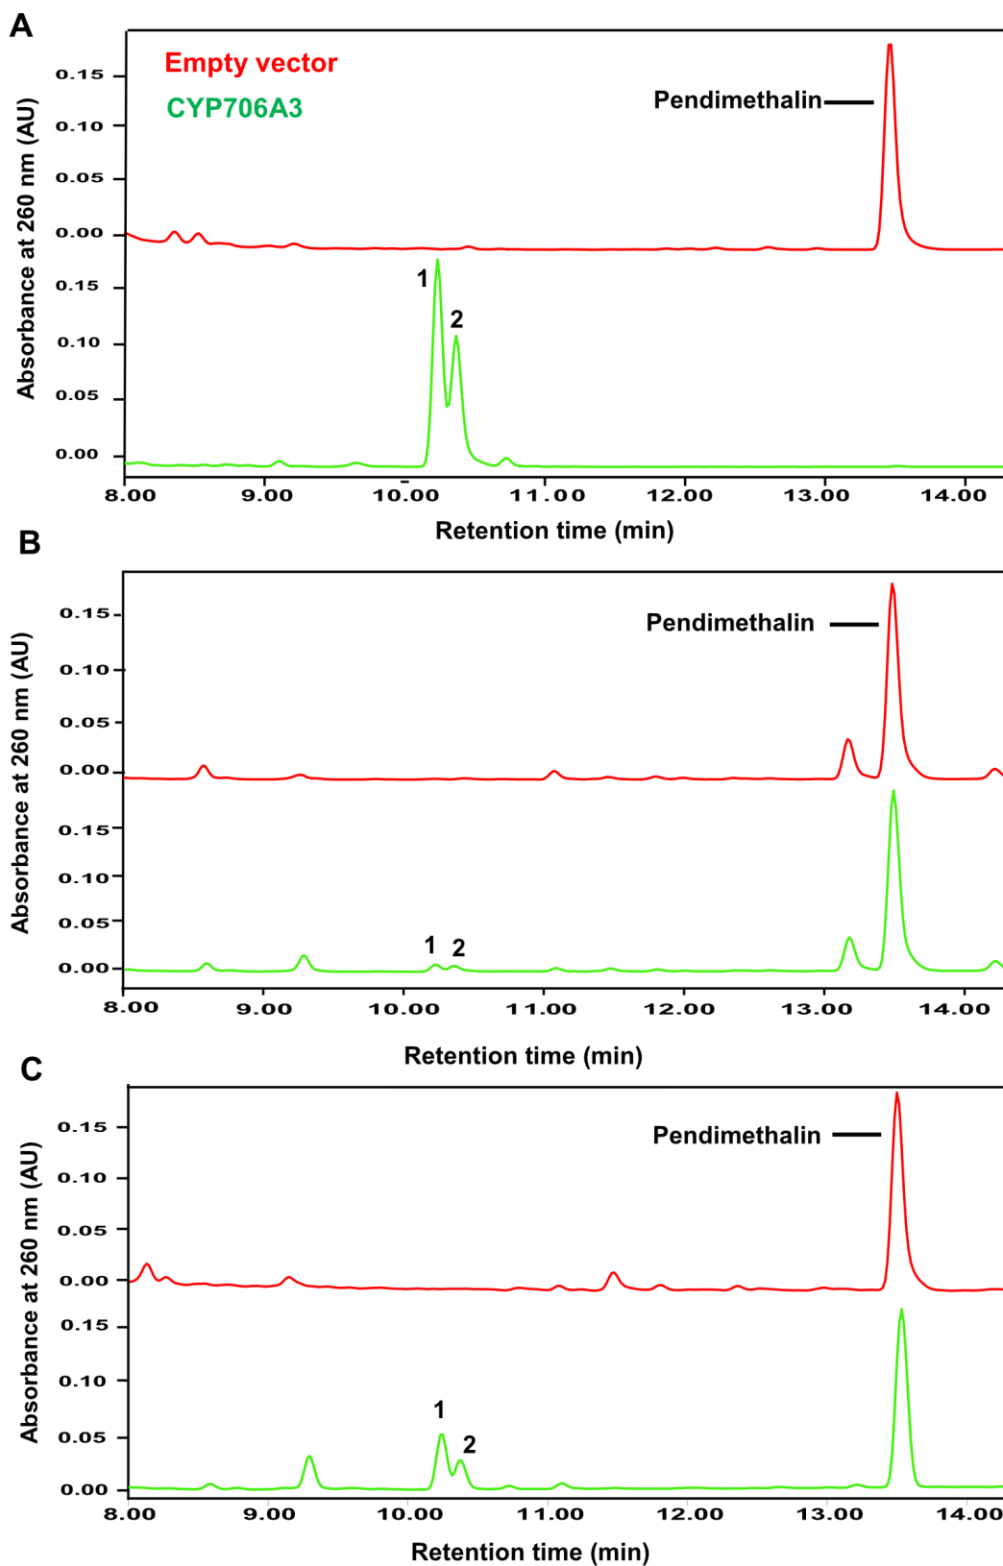 A
Absorbance at 260 nm (AU)
Empty vector
CYP706A3
Pendimethalin
0.15
0.10
0.05
0.00
0.15
0.10
0.05
0.00
1
2
8.00 9.00 10.00 11.00 12.00 13.00 14.00
Retention time (min)
B
Absorbance at 260 nm (AU)
Pendimethalin
0.15
0.10
0.05
0.00
0.15
0.10
0.05
0.00
1 2
8.00 9.00 10.00 11.00 12.00 13.00 14.00
Retention time (min)
C
Absorbance at 260 nm (AU)
Pendimethalin
0.15
0.10
0.05
0.00
0.15
0.10
0.05
0.00
1
2
8.00 9.00 10.00 11.00 12.00 13.00 14.00
Retention time (min)